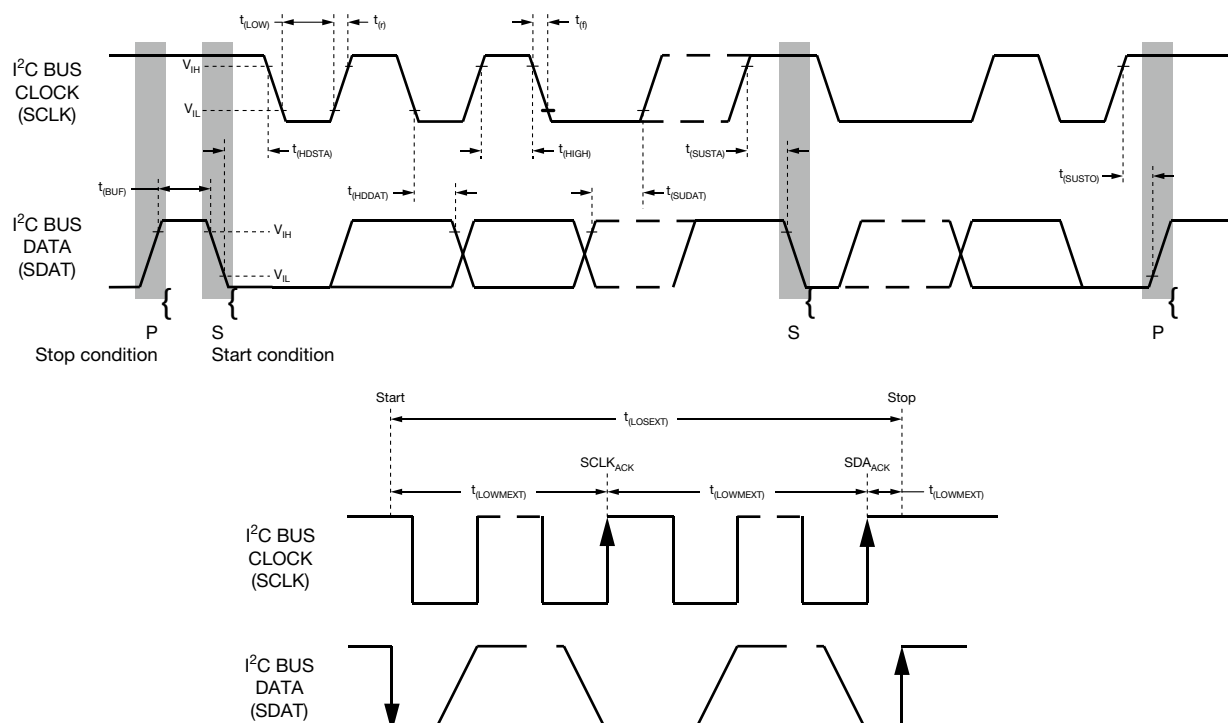 t(LOW) t(r) t(f)
I²C BUS
CLOCK
(SCLK)
VIH
VIL
t(HDSTA) t(HIGH) t(SUSTA)
t(BUF) t(HDDAT) t(SUDAT) t(SUSTO)
I²C BUS
DATA
(SDAT)
VIH
VIL
{ { { {
P S S P
Stop condition Start condition
Start Stop
t(LOSEXT)
SCLKACK SDAACK
t(LOWMEXT) t(LOWMEXT) t(LOWMEXT)
I²C BUS
CLOCK
(SCLK)
I²C BUS
DATA
(SDAT)